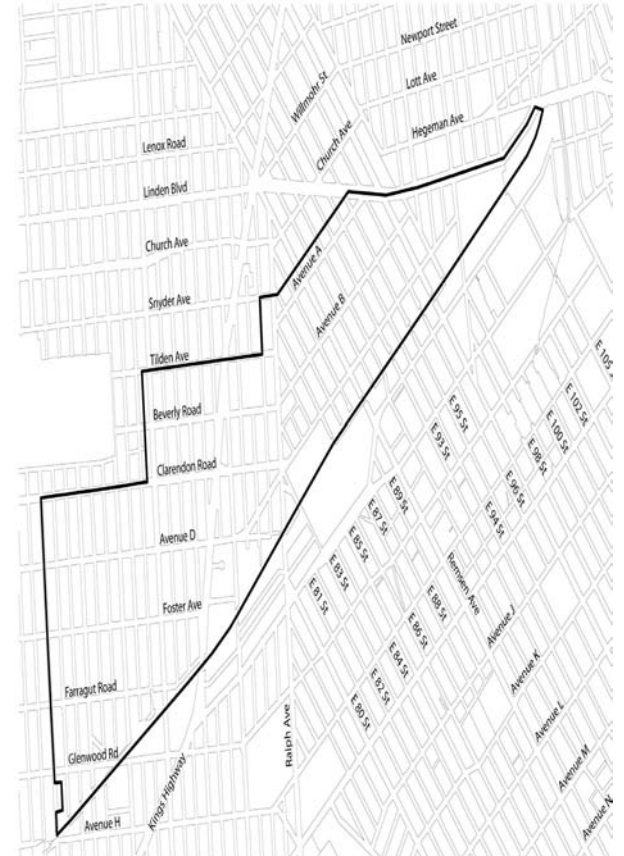 Newport Street
Willmohr St
Lott Ave
Church Ave
Hegeman Ave
Lenox Road
Linden Blvd
Church Ave
Avenue A
Snyder Ave
Avenue B
Tilden Ave
E 105 S
Beverly Road
E 95 St
E 102 St
E 93 St
E 100 St
Clarendon Road
E 98 St
E 89 St
E 96 St
E 87 St
E 94 St
Avenue D
E 85 St
E 83 St
Remsen Ave
E 81 St
Foster Ave
E 88 St
Avenue J
E 86 St
E 84 St
Avenue K
Farragut Road
E 82 St
E 80 St
Avenue L
Ralph Ave
Glenwood Rd
Avenue M
Kings Highway
Avenue N
Avenue H